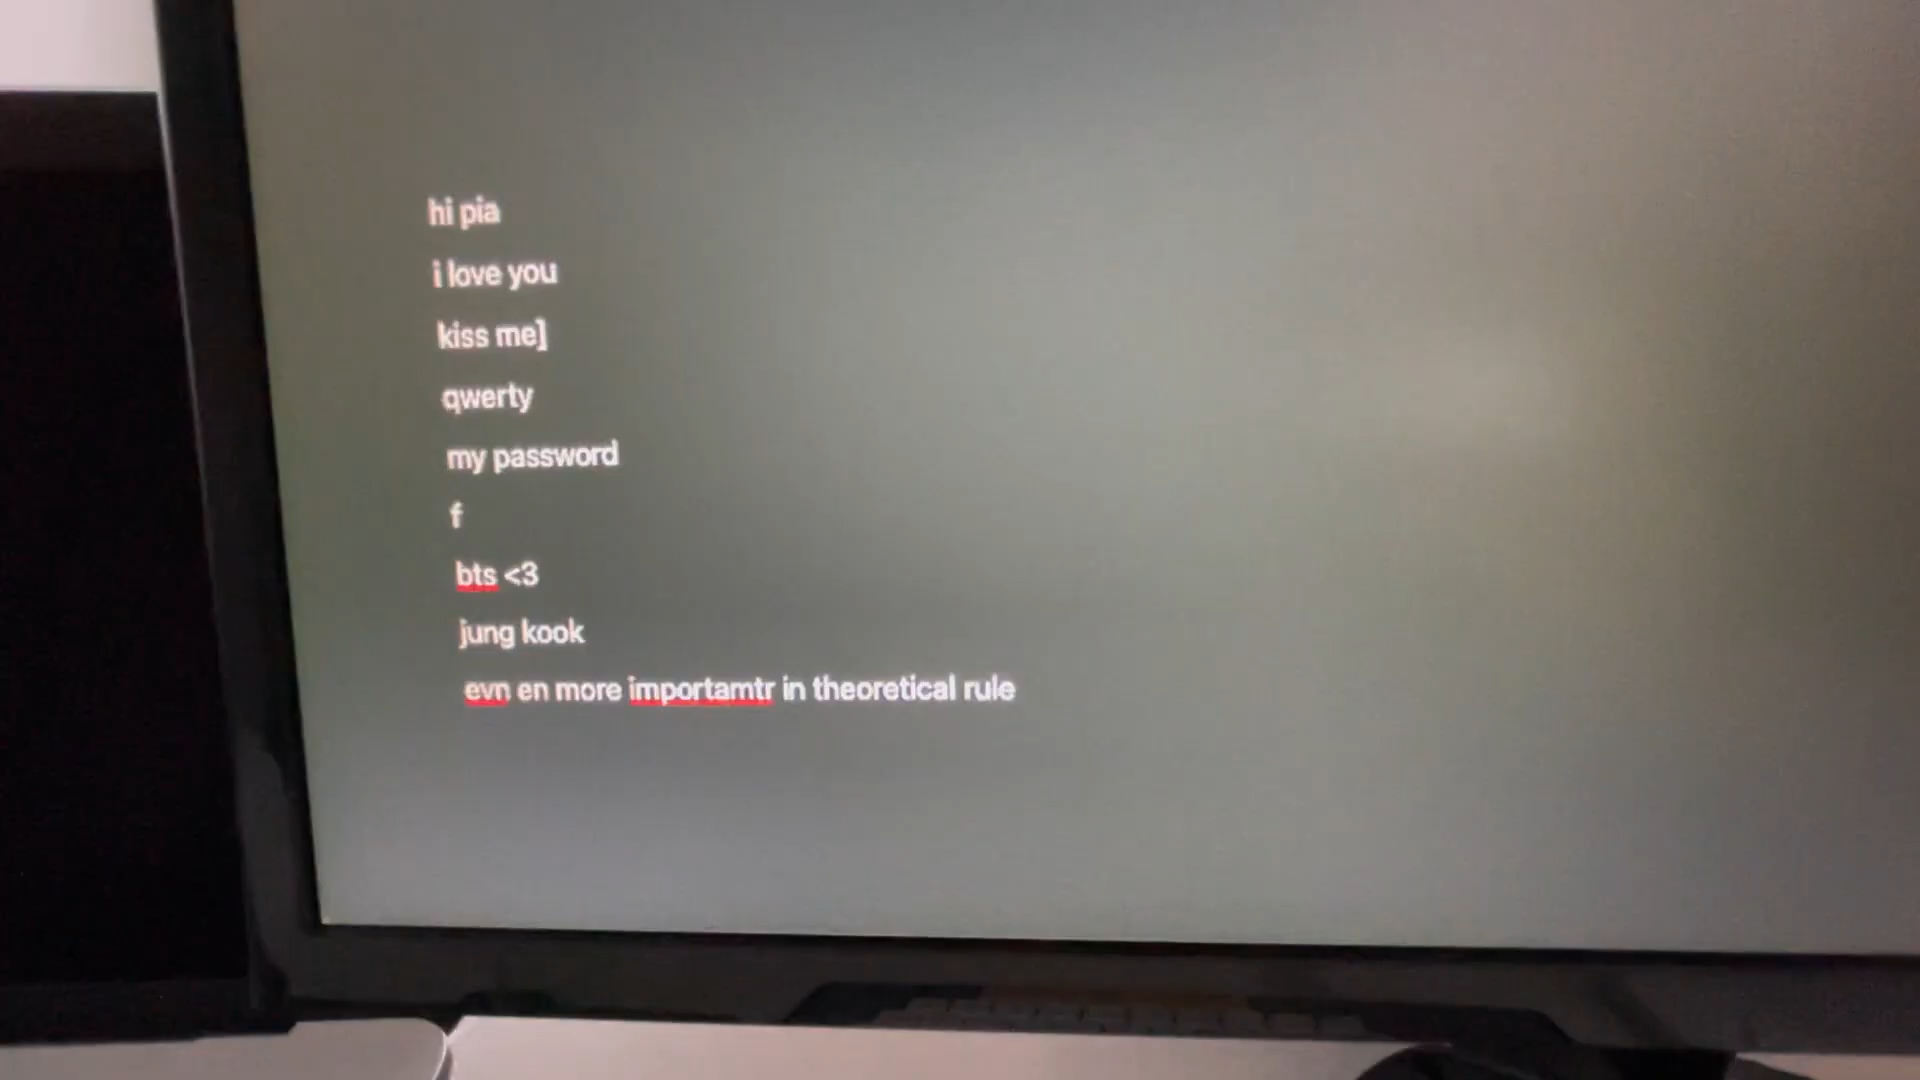 hi pia
i love you
kiss me]
qwerty
my password
f
bts <3
jung kook
evn en more importamtr in theoretical rule